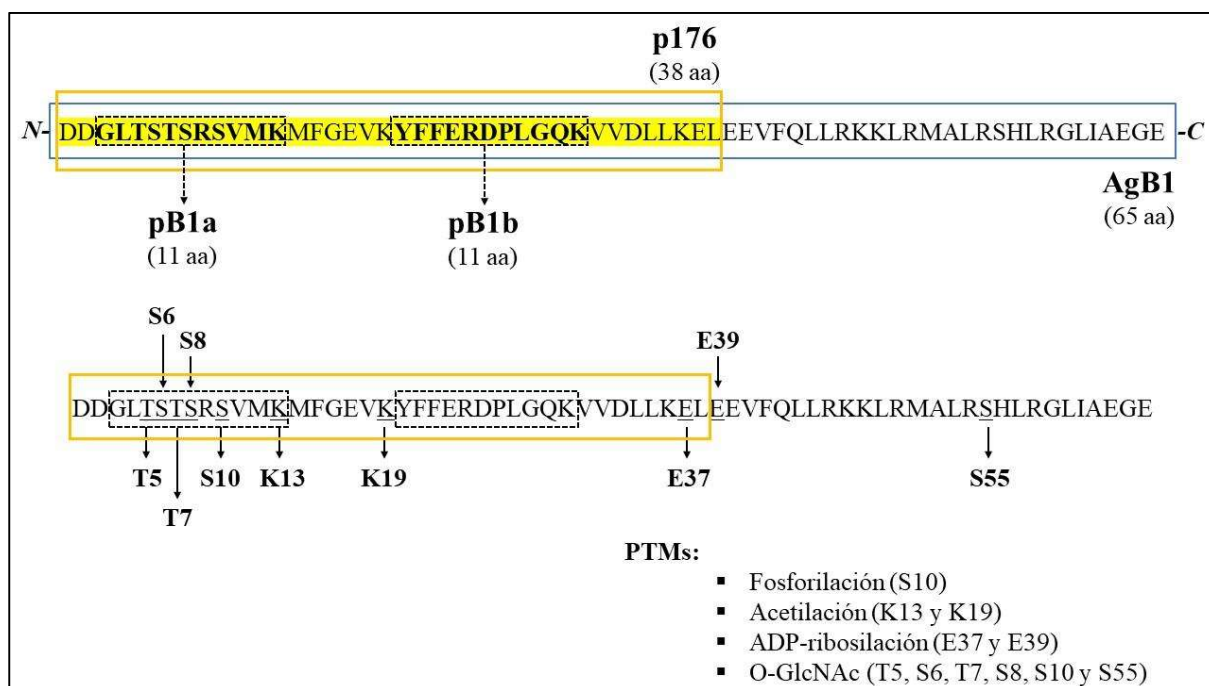 p176
(38 aa)
N- DDGLTSTSRSVMKMFGEVKYFFERDPLGQKVVDLLKELEEVFQLLRKKLRMALRSHLRGLIAEGE -C
pB1a
(11 aa)
pB1b
(11 aa)
AgB1
(65 aa)
S6
S8
E39
DDGLTSTSRSVMKMFGEVKYFFERDPLGQKVVDLLKELEEVFQLLRKKLRMALRSHLRGLIAEGE
T5
S10
K13
K19
E37
S55
T7
PTMs:
▪ Fosforilación (S10)
▪ Acetilación (K13 y K19)
▪ ADP-ribosilación (E37 y E39)
▪ O-GlcNAc (T5, S6, T7, S8, S10 y S55)